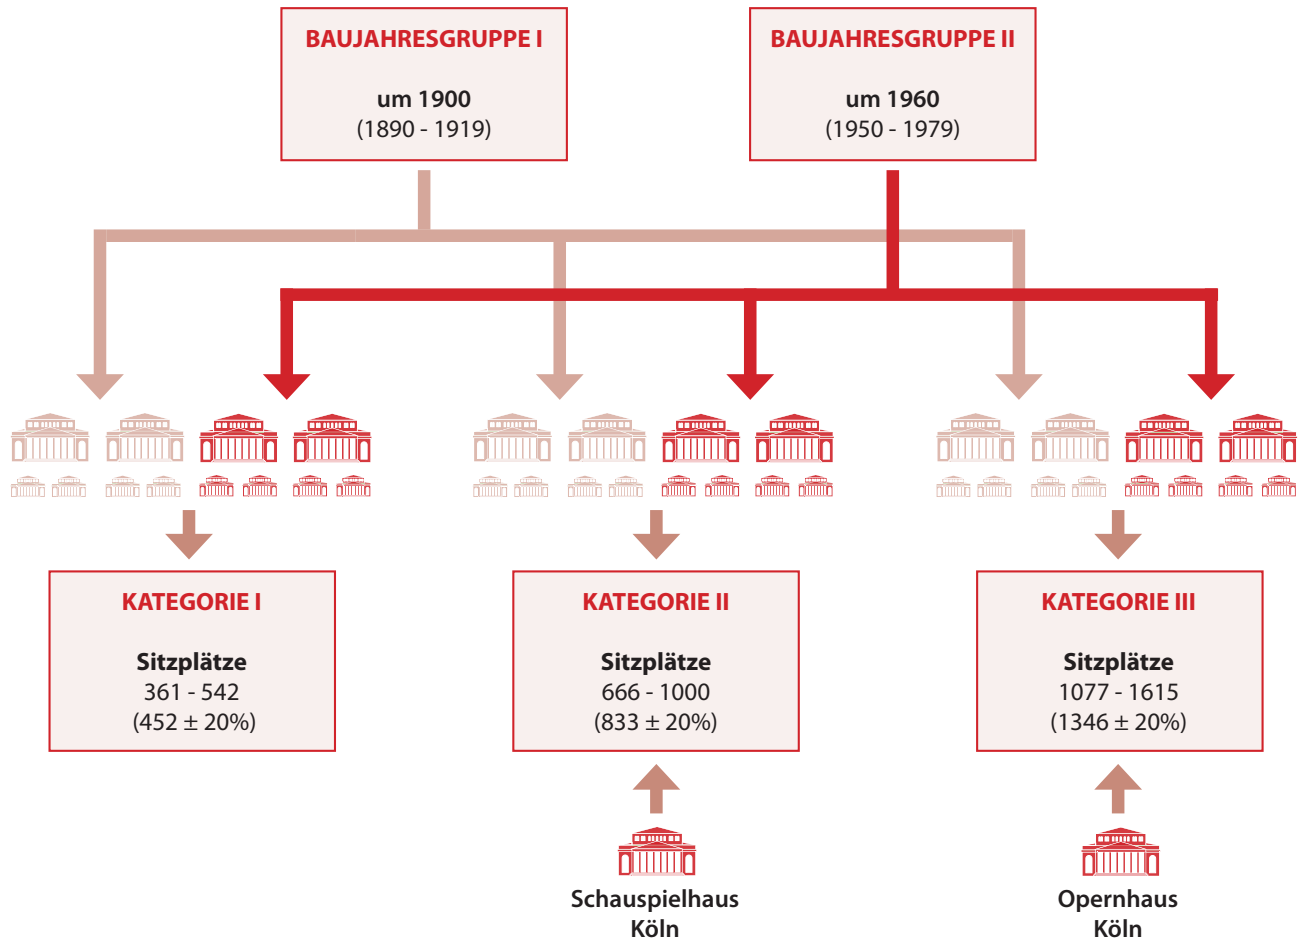 BAUJAHRESGRUPPE I
um 1900
(1890 - 1919)
BAUJAHRESGRUPPE II
um 1960
(1950 - 1979)
KATEGORIE I
Sitzplätze
361 - 542
(452 ± 20%)
KATEGORIE II
Sitzplätze
666 - 1000
(833 ± 20%)
KATEGORIE III
Sitzplätze
1077 - 1615
(1346 ± 20%)
Schauspielhaus
Köln
Opernhaus
Köln